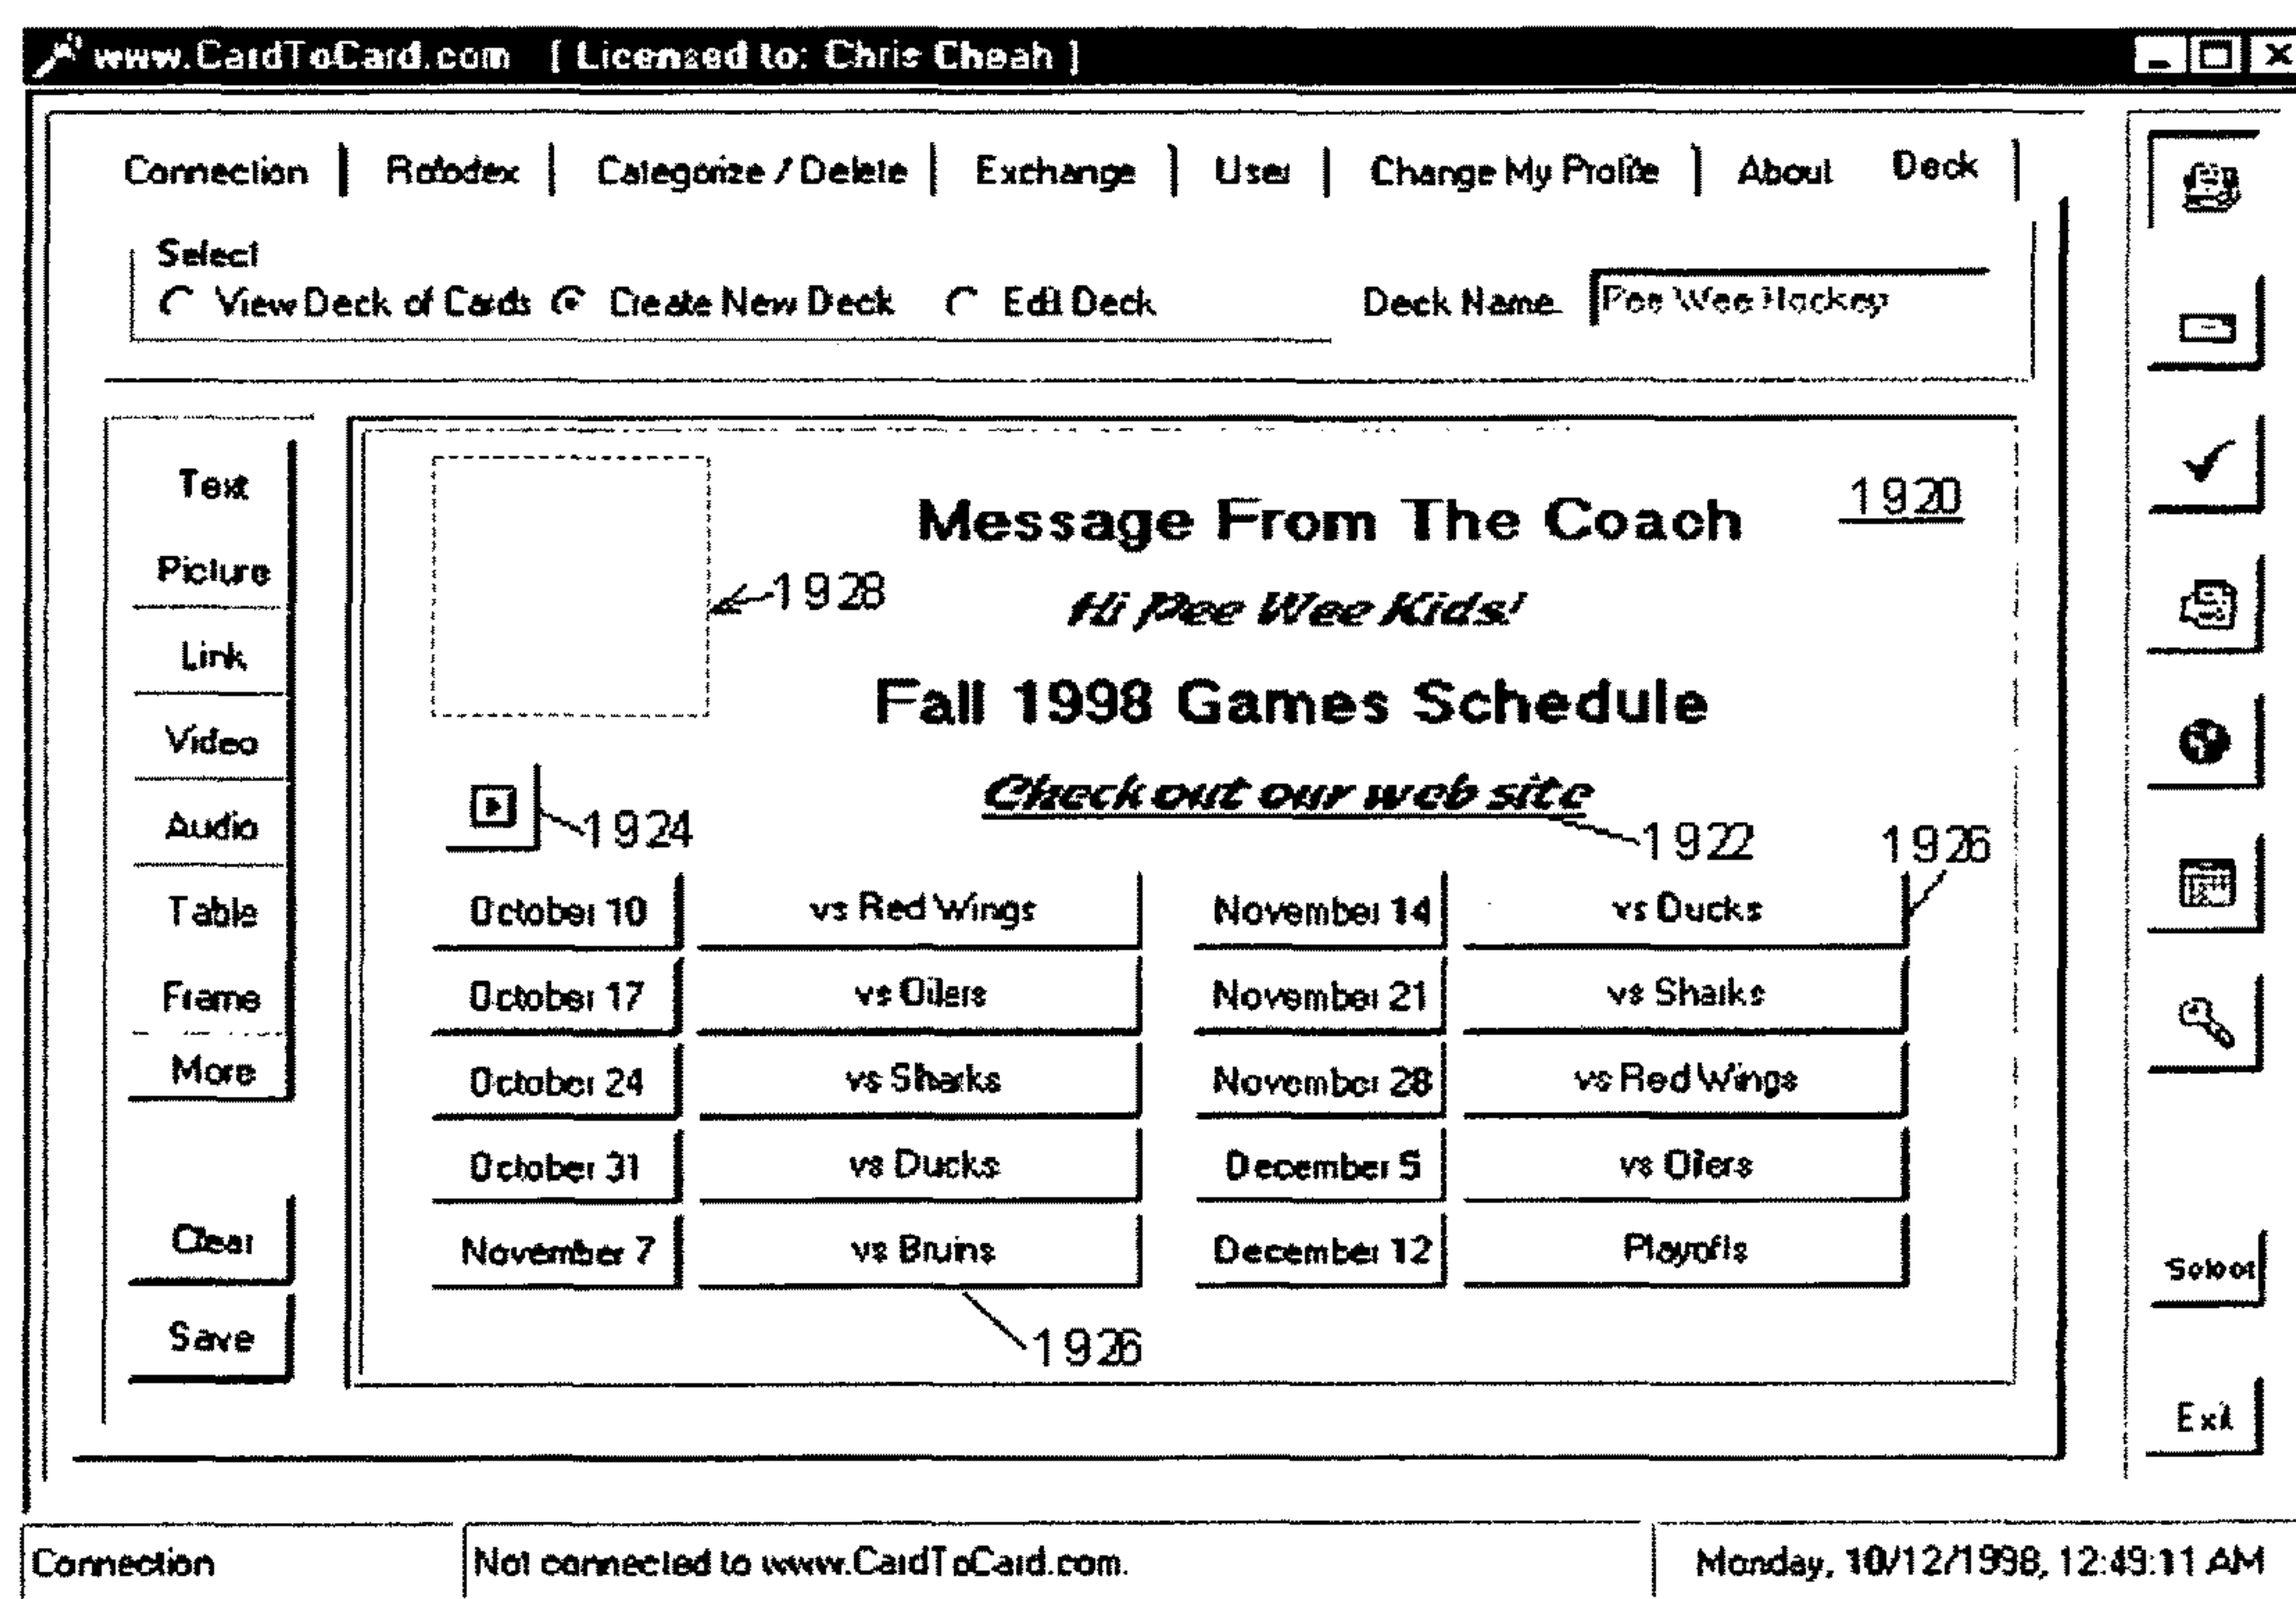 www.CardToCard.com [ Licensed to: Chris Cheah ]
Connection Rolodex Categorize / Delete Exchange User Change My Profile About Deck
Select
View Deck of Cards Create New Deck Edit Deck Deck Name Pee Wee Hockey
Text
Picture
Link
Video
Audio
Table
Frame
More
Clear
Save
Message From The Coach 1920
1928
Hi Pee Wee Kids!
Fall 1998 Games Schedule
Check out our web site
1924 1922 1926
October 10 vs Red Wings November 14 vs Ducks
October 17 vs Oilers November 21 vs Sharks
October 24 vs Sharks November 28 vs Red Wings
October 31 vs Ducks December 5 vs Oilers
November 7 vs Bruins December 12 Playoffs
1926
Select
Exit
Connection Not connected to www.CardToCard.com. Monday, 10/12/1998, 12:49:11 AM